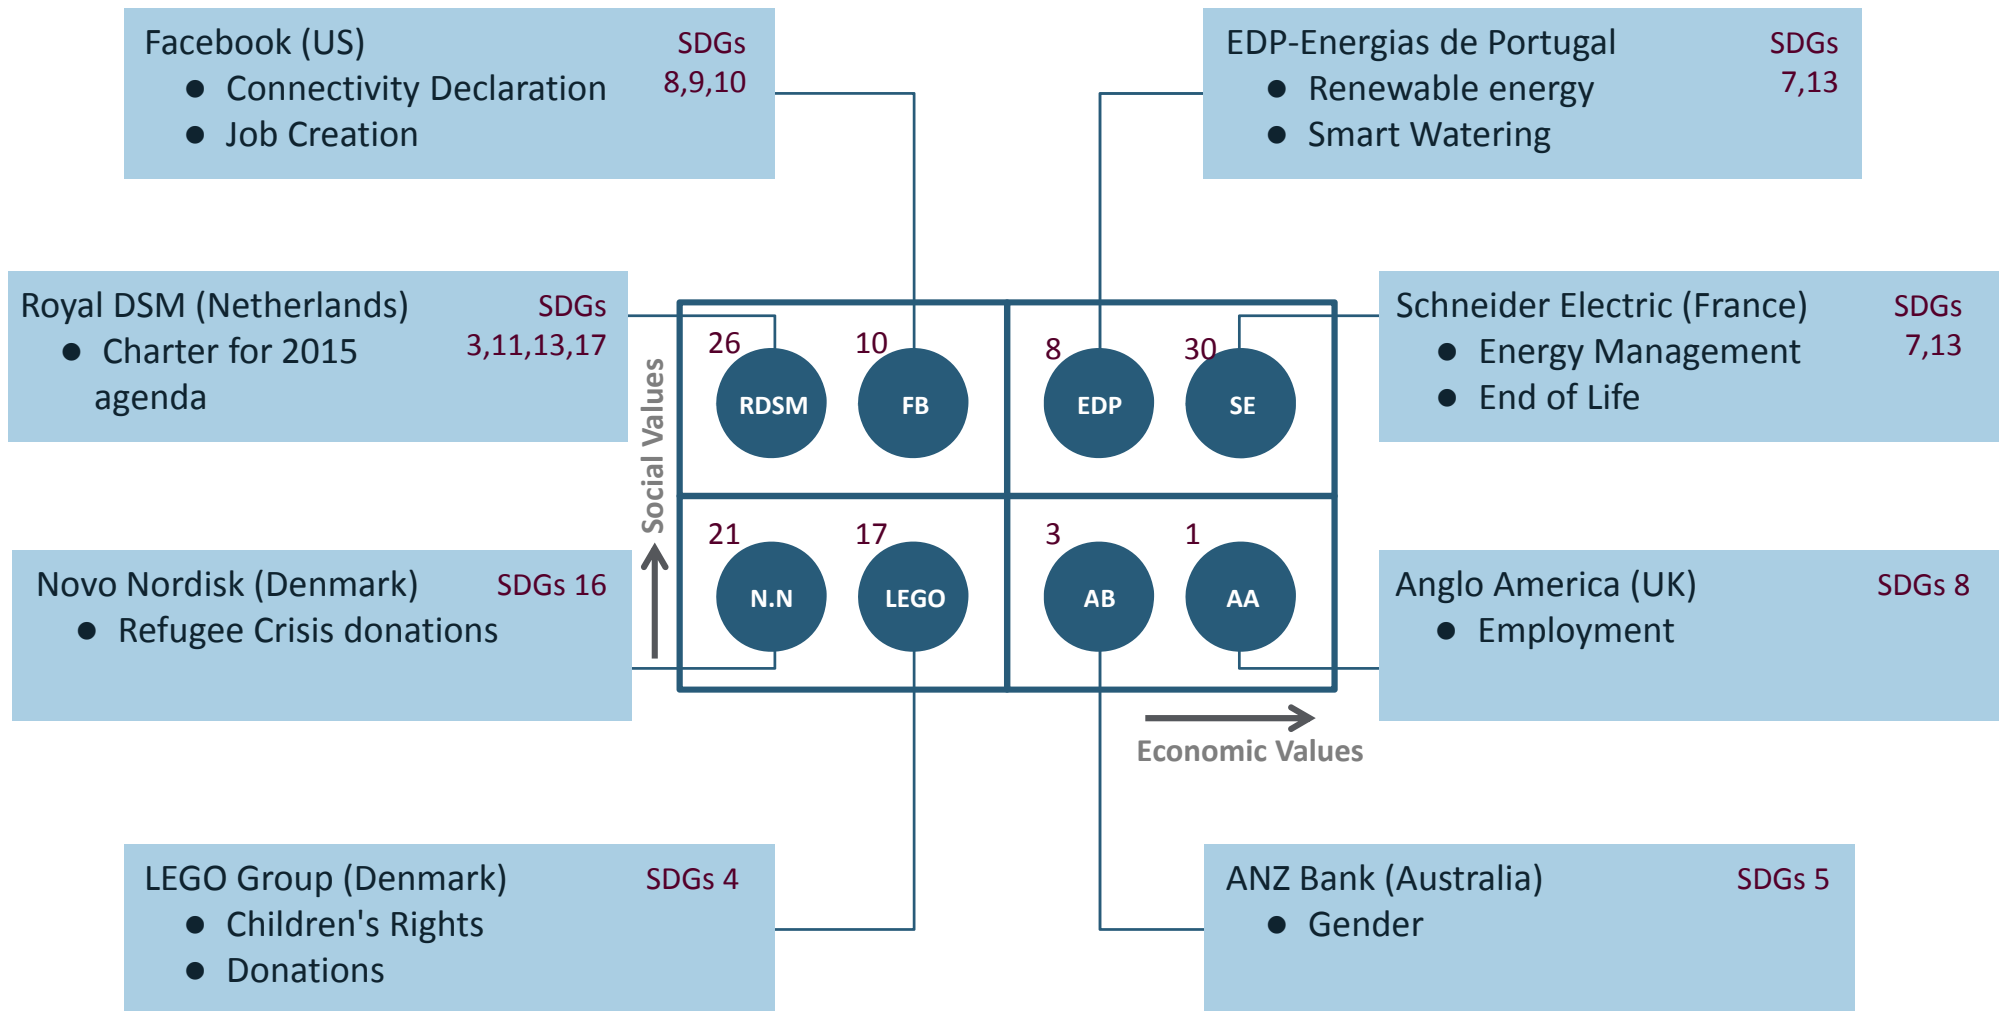 Facebook (US)
SDGs
8,9,10
● Connectivity Declaration
● Job Creation
EDP-Energias de Portugal
SDGs
7,13
● Renewable energy
● Smart Watering
Royal DSM (Netherlands)
SDGs
3,11,13,17
● Charter for 2015
agenda
Schneider Electric (France)
SDGs
7,13
● Energy Management
● End of Life
26
RDSM
10
FB
8
EDP
30
SE
Social Values
21
N.N
17
LEGO
3
AB
1
AA
Economic Values
Novo Nordisk (Denmark)
SDGs 16
● Refugee Crisis donations
Anglo America (UK)
SDGs 8
● Employment
LEGO Group (Denmark)
SDGs 4
● Children's Rights
● Donations
ANZ Bank (Australia)
SDGs 5
● Gender